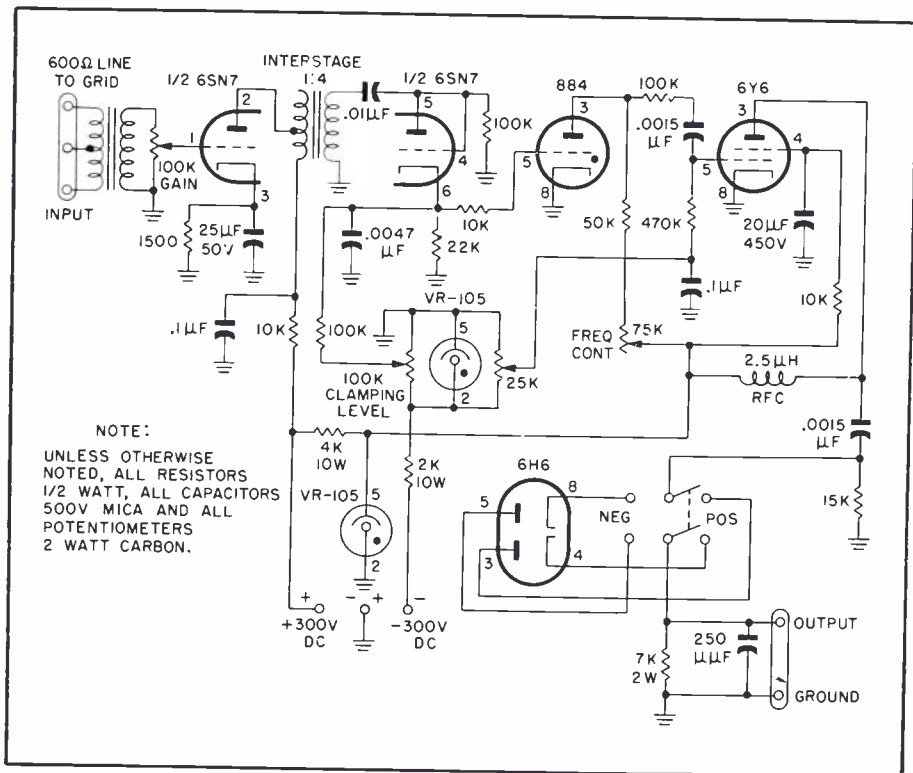 600Ω LINE
TO GRID
1/2 6SN7
INTERSTAGE
1:4
1/2 6SN7
884
6Y6
2
.01μF
5
3
100K
3
1
100K
GAIN
3
4
100K
5
.0015
μF
4
5
INPUT
6
8
8
1500
25μF
50V
10K
50K
470K
20μF
450V
.0047
μF
22K
.1μF
10K
VR-105
.1μF
10K
100K
5
FREQ
CONT
75K
100K
CLAMPING
LEVEL
2
25K
2.5μH
RFC
NOTE:
UNLESS OTHERWISE
NOTED, ALL RESISTORS
1/2 WATT, ALL CAPACITORS
500V MICA AND ALL
POTENTIOMETERS
2 WATT CARBON.
4K
10W
2K
10W
.0015
μF
VR-105
5
6H6
5
8
NEG
POS
15K
2
3
4
+
- +
-
+300V
DC
-300V
DC
OUTPUT
7K
2W
250
μμF
GROUND